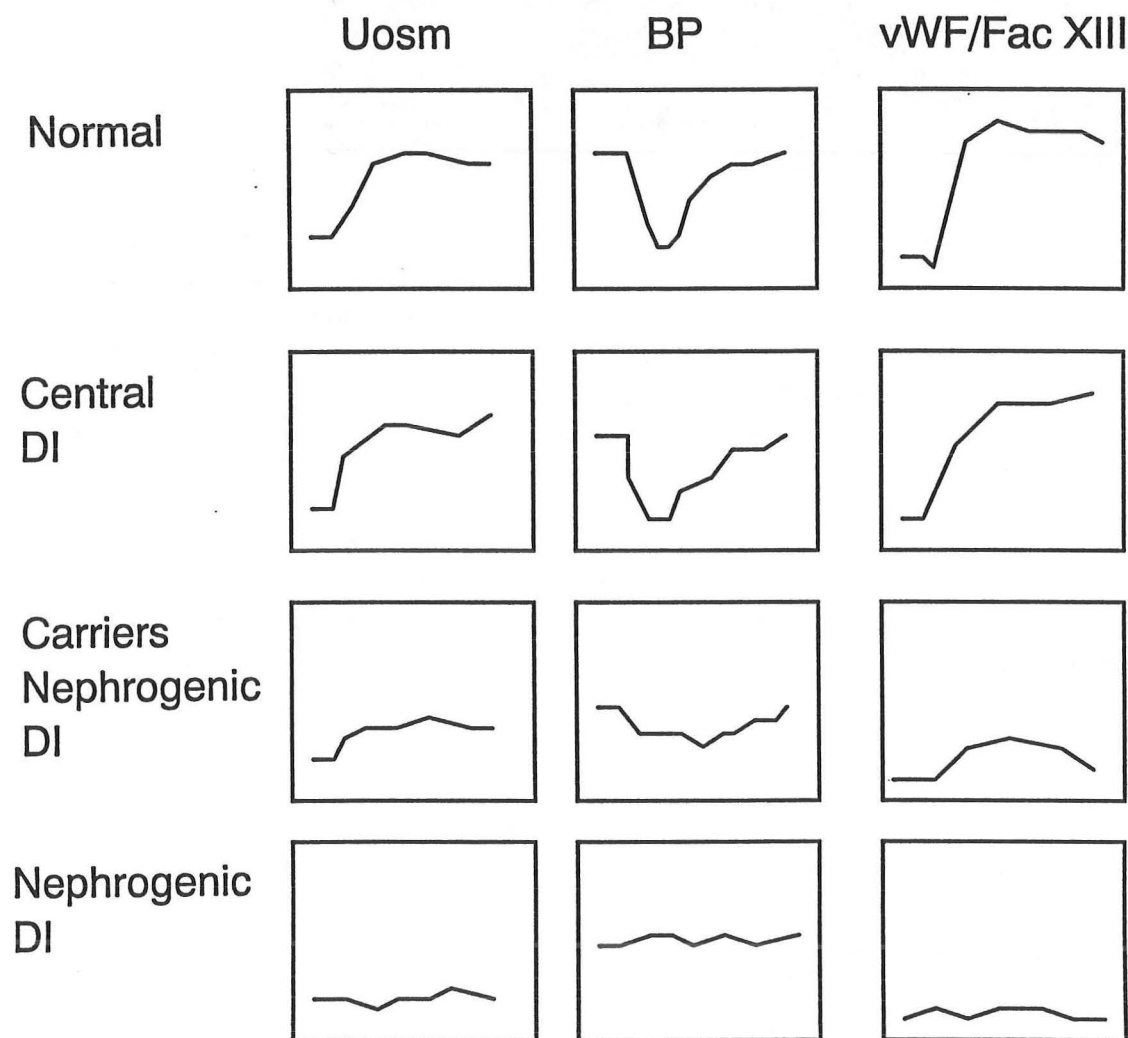 Uosm BP vWF/Fac XIII
Normal
Central
DI
Carriers
Nephrogenic
DI
Nephrogenic
DI